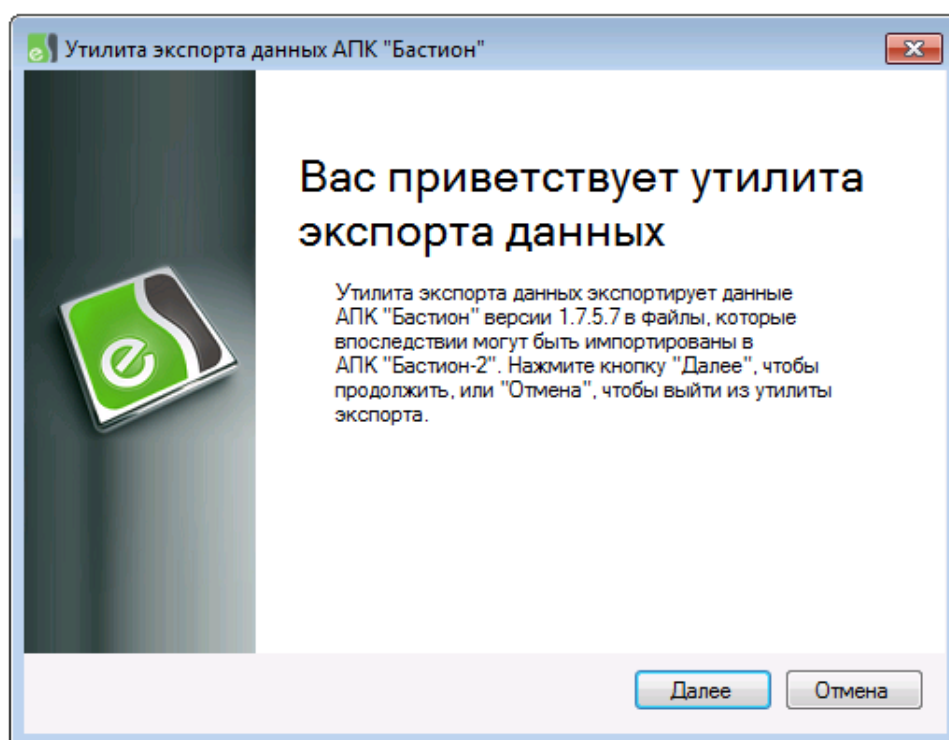 Утилита экспорта данных АПК "Бастион"
Вас приветствует утилита
экспорта данных
Утилита экспорта данных экспортирует данные
АПК "Бастион" версии 1.7.5.7 в файлы, которые
впоследствии могут быть импортированы в
АПК "Бастион-2". Нажмите кнопку "Далее", чтобы
продолжить, или "Отмена", чтобы выйти из утилиты
экспорта.
Далее
Отмена